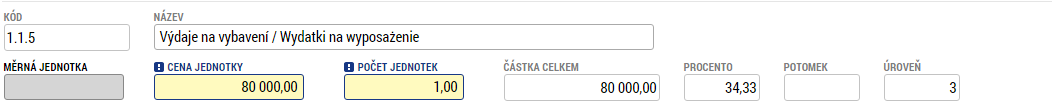 KÓD NÁZEV
1.1.5 Výdaje na vybavení / Wydatki na wyposażenie
MĚRNÁ JEDNOTKA CENA JEDNOTKY POČET JEDNOTEK ČÁSTKA CELKEM PROCENTO POTOMEK ÚROVEŇ
80 000,00 1,00 80 000,00 34,33 3